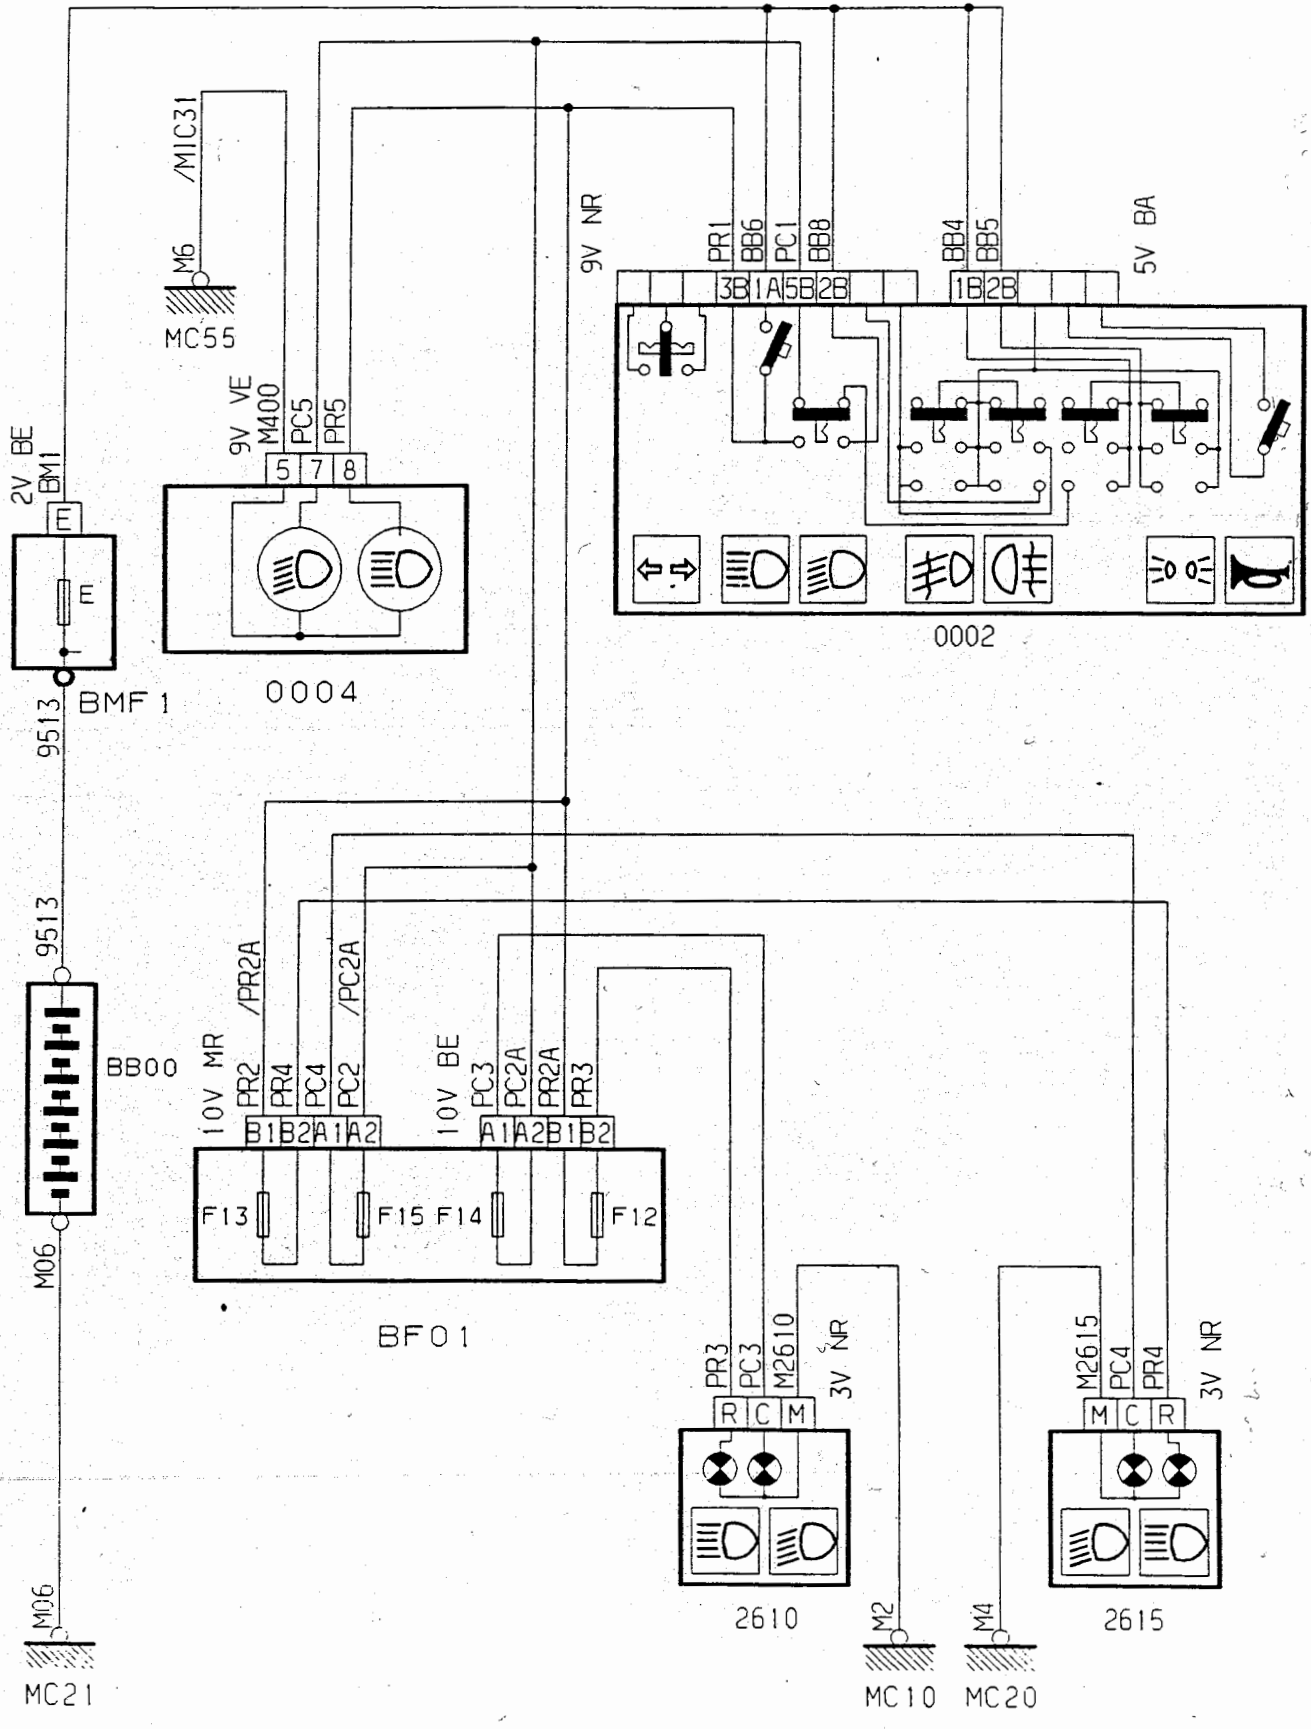 /MIC31
M6
MC55
9V NR
PR1
BB6
PC1
BB8
BB4
BB5
5V BA
3B 1A 5B 2B
1B 2B
0002
2V BE
BM1
E
E
BMF1
9V VE
M400
PC5
PR5
5 7 8
0004
9513
9513
BB00
M06
M06
MC21
10V MR
PR2
/PR2A
PR4
PC4
PC2
/PC2A
10V BE
PC3
PC2A
PR2A
PR3
B1 B2 A1 A2
A1 A2 B1 B2
F13
F15
F14
F12
BF01
PR3
PC3
M2610
3V NR
R C M
2610
M2
MC10
M2615
PC4
PR4
3V NR
M C R
2615
M4
MC20